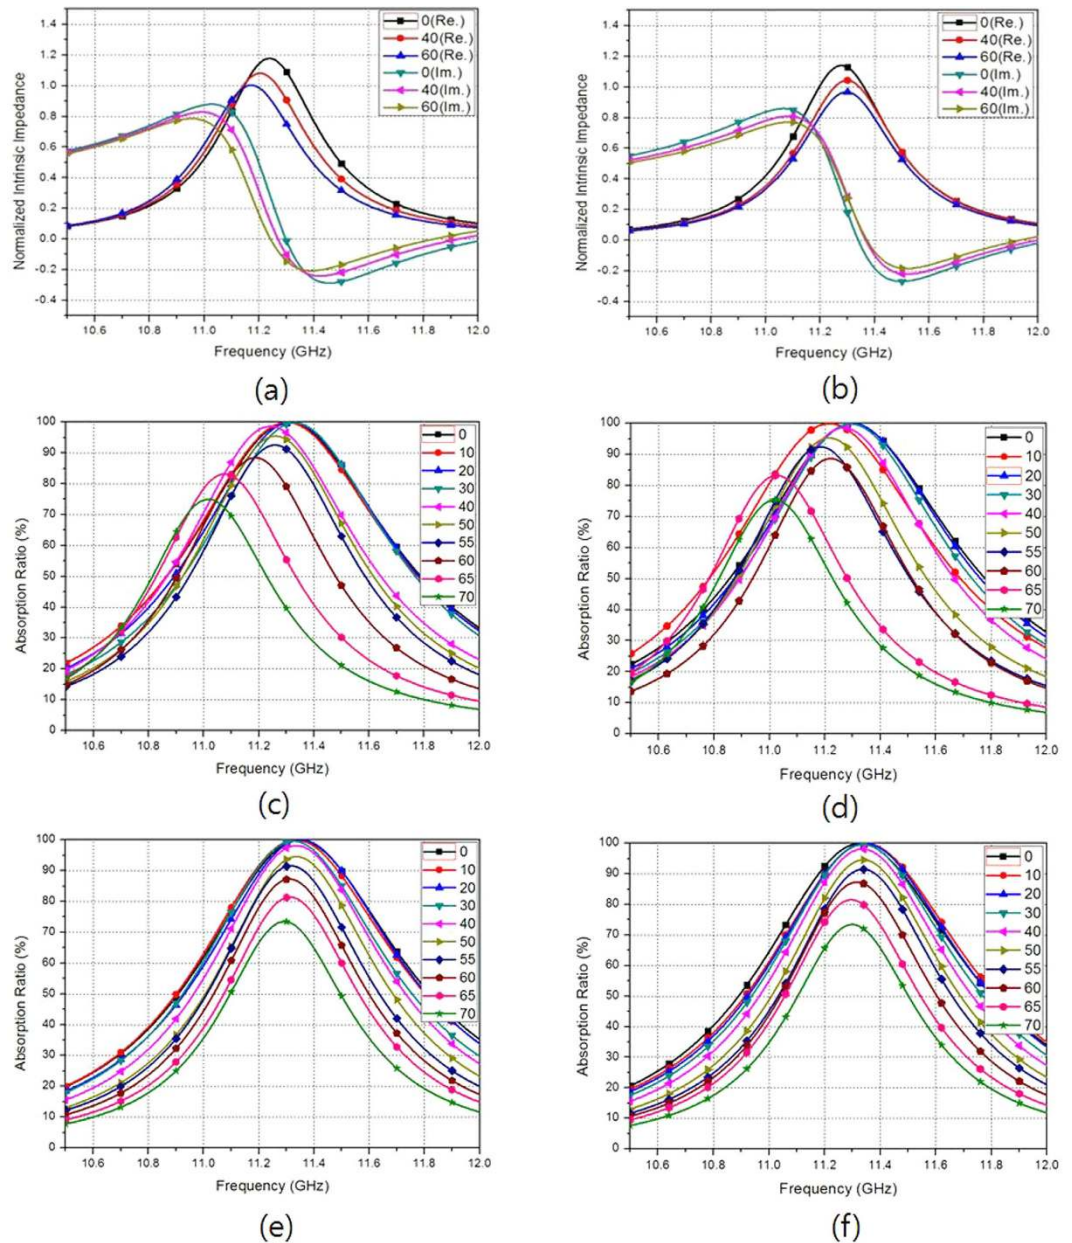 1.4
1.2
1.0
0.8
0.6
0.4
0.2
0.0
-0.2
-0.4
Normalized Intrinsic Impedance
0(Re.)
40(Re.)
60(Re.)
0(Im.)
40(Im.)
60(Im.)
10.6 10.8 11.0 11.2 11.4 11.6 11.8 12.0
Frequency (GHz)
(a)
1.4
1.2
1.0
0.8
0.6
0.4
0.2
0.0
-0.2
-0.4
Normalized Intrinsic Impedance
0(Re.)
40(Re.)
60(Re.)
0(Im.)
40(Im.)
60(Im.)
10.6 10.8 11.0 11.2 11.4 11.6 11.8 12.0
Frequency (GHz)
(b)
100
90
80
70
60
50
40
30
20
10
0
Absorption Ratio (%)
0
10
20
30
40
50
55
60
65
70
10.6 10.8 11.0 11.2 11.4 11.6 11.8 12.0
Frequency (GHz)
(c)
100
90
80
70
60
50
40
30
20
10
0
Absorption Ratio (%)
0
10
20
30
40
50
55
60
65
70
10.6 10.8 11.0 11.2 11.4 11.6 11.8 12.0
Frequency (GHz)
(d)
100
90
80
70
60
50
40
30
20
10
0
Absorption Ratio (%)
0
10
20
30
40
50
55
60
65
70
10.6 10.8 11.0 11.2 11.4 11.6 11.8 12.0
Frequency (GHz)
(e)
100
90
80
70
60
50
40
30
20
10
0
Absorption Ratio (%)
0
10
20
30
40
50
55
60
65
70
10.6 10.8 11.0 11.2 11.4 11.6 11.8 12.0
Frequency (GHz)
(f)